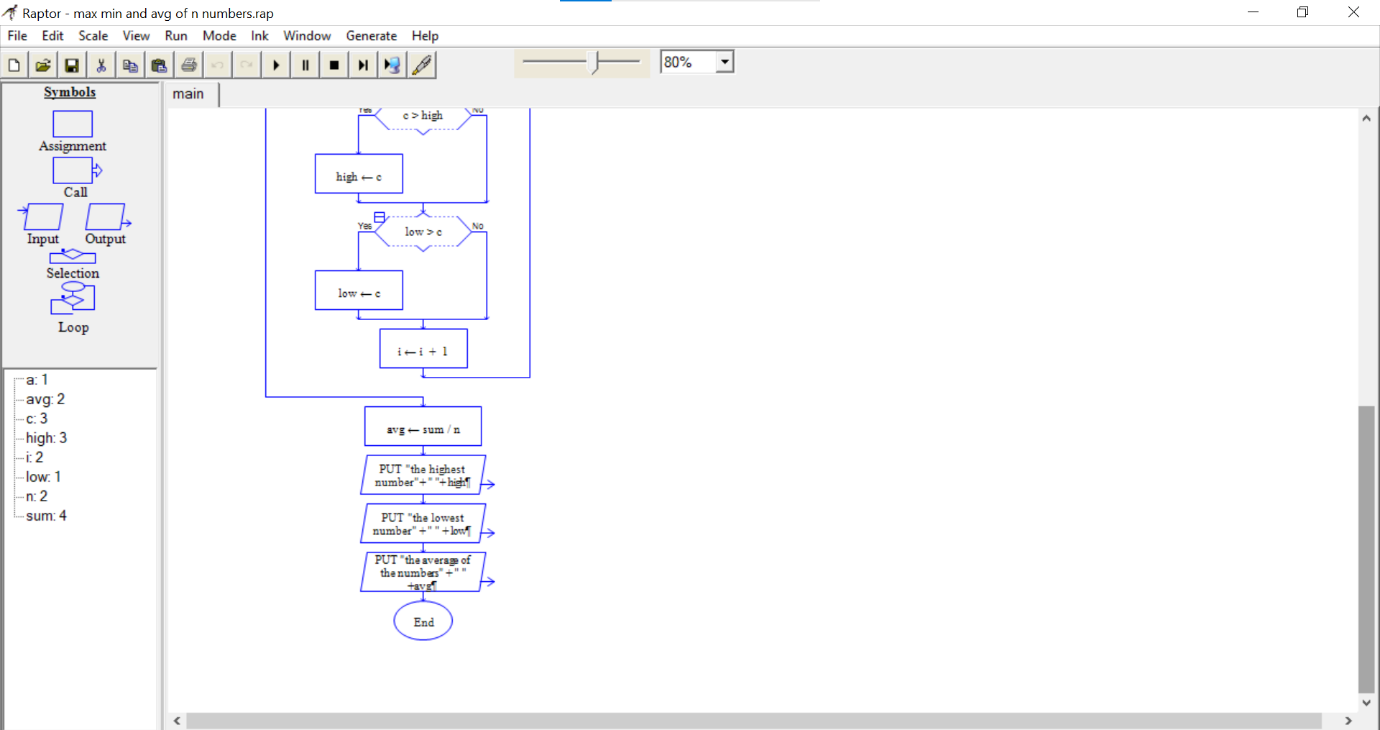 Raptor - max min and avg of n numbers.rap
File Edit Scale View Run Mode Ink Window Generate Help
80%
Symbols
Assignment
Call
Input Output
Selection
Loop
a: 1
avg: 2
c: 3
high: 3
i: 2
low: 1
n: 2
sum: 4
main
Yes c > high No
high ← c
Yes low > c No
low ← c
i ← i + 1
avg ← sum / n
PUT "the highest
number"+" "+high¶
PUT "the lowest
number" +" " +low¶
PUT "the average of
the numbers" +" "
+avg¶
End